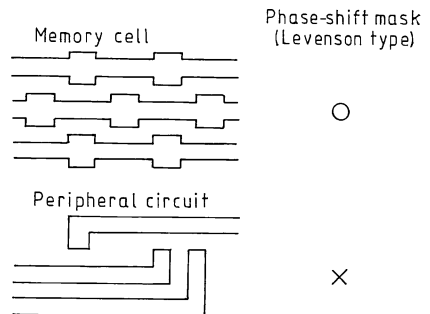 Phase-shift mask
(Levenson type)
Memory cell
○
Peripheral circuit
×